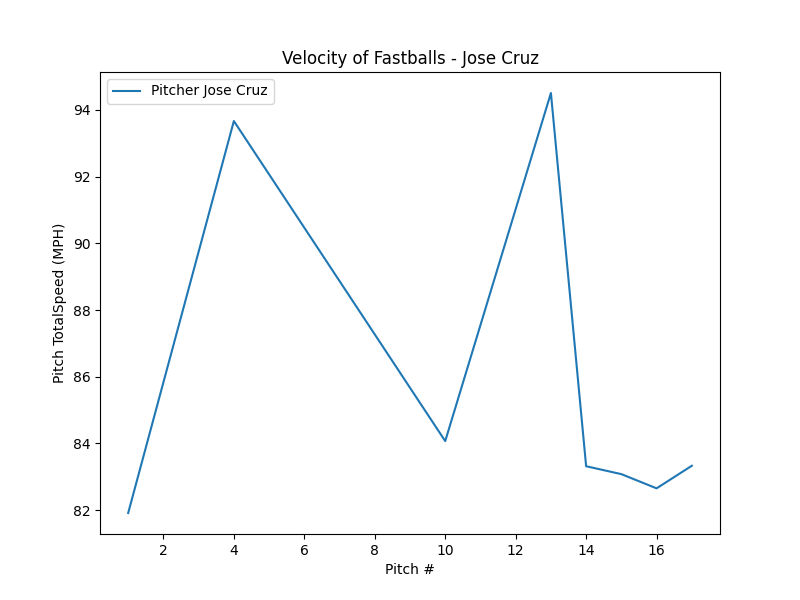 Velocity of Fastballs - Jose Cruz
Pitcher Jose Cruz
94
92
90
88
86
84
82
Pitch TotalSpeed (MPH)
2 4 6 8 10 12 14 16
Pitch #